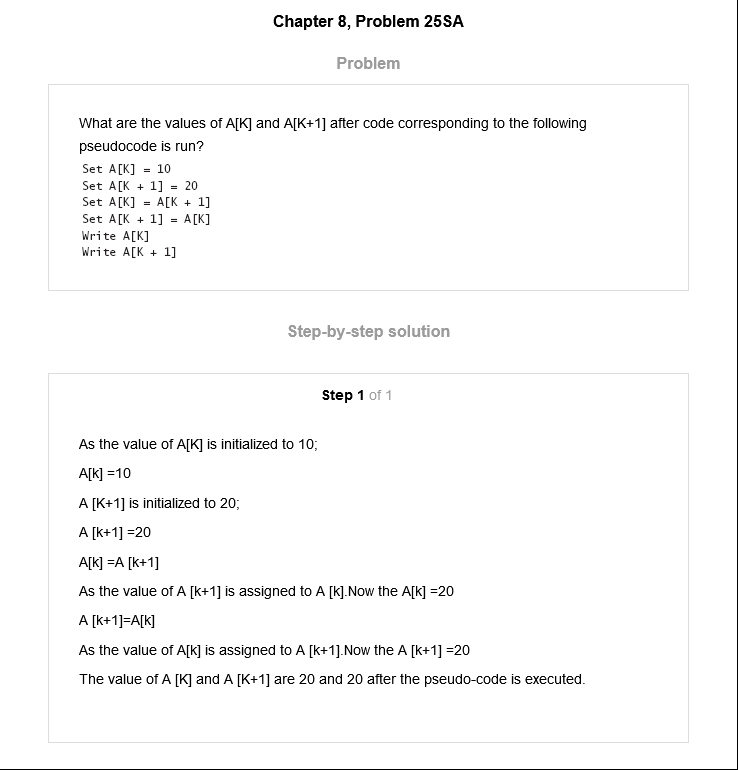 Chapter 8, Problem 25SA
Problem
What are the values of A[K] and A[K+1] after code corresponding to the following
pseudocode is run?
Set A[K] = 10
Set A[K + 1] = 20
Set A[K] = A[K + 1]
Set A[K + 1] = A[K]
Write A[K]
Write A[K + 1]
Step-by-step solution
Step 1 of 1
As the value of A[K] is initialized to 10;
A[k] =10
A [K+1] is initialized to 20;
A [k+1] =20
A[k] =A [k+1]
As the value of A [k+1] is assigned to A [k].Now the A[k] =20
A [k+1]=A[k]
As the value of A[k] is assigned to A [k+1].Now the A [k+1] =20
The value of A [K] and A [K+1] are 20 and 20 after the pseudo-code is executed.